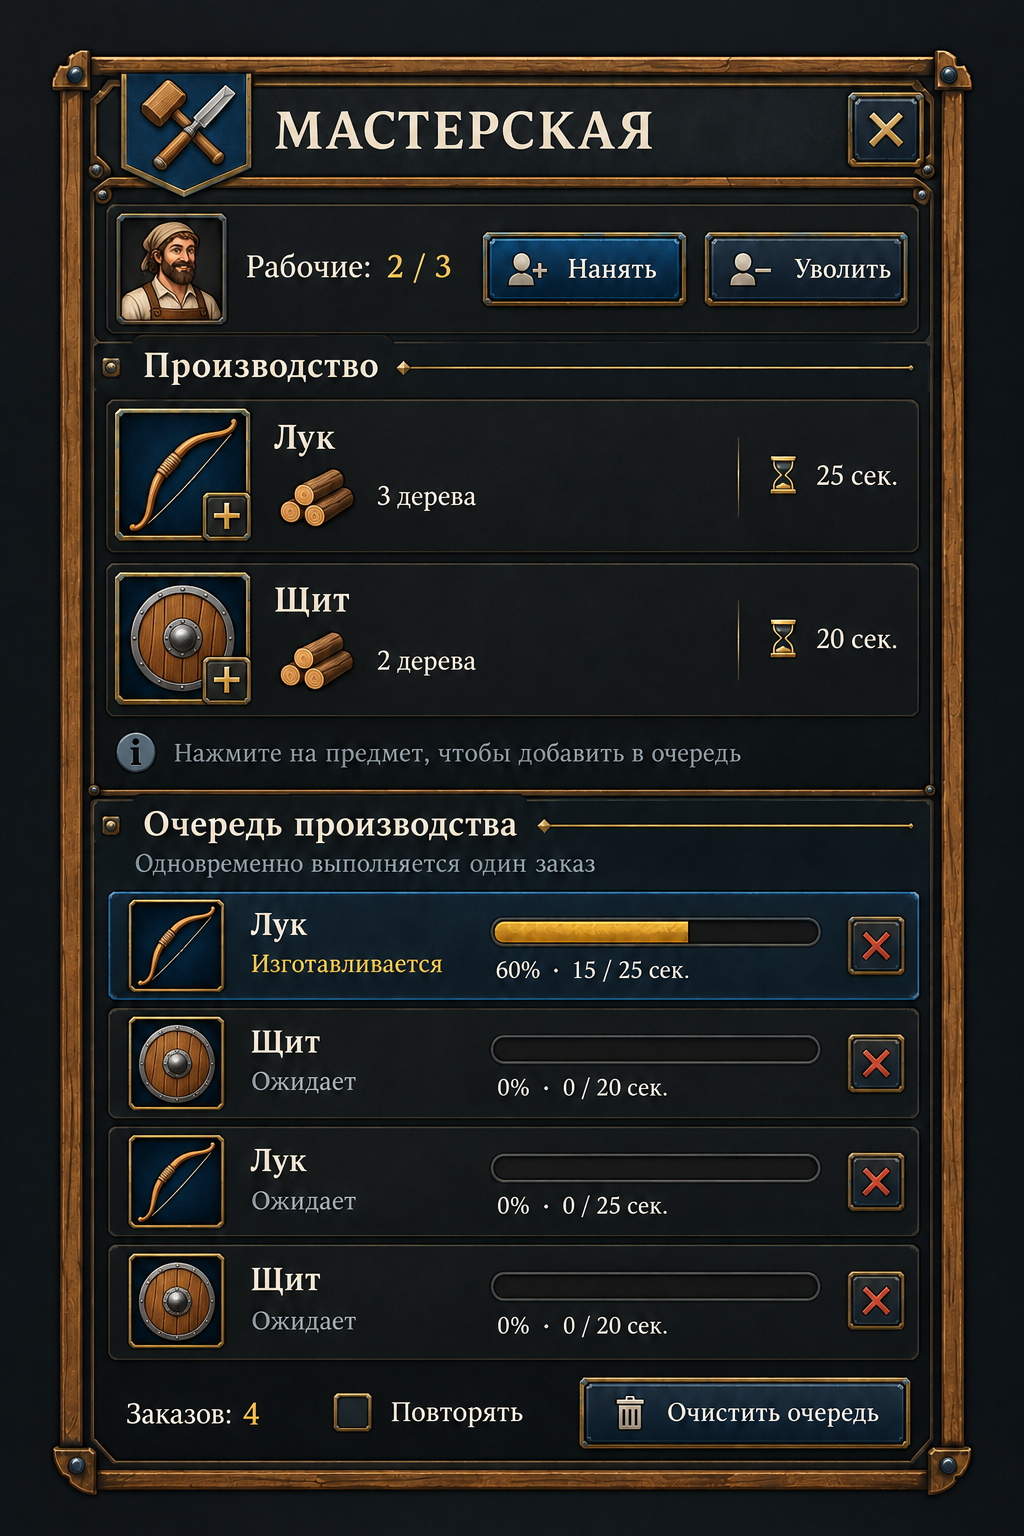 МАСТЕРСКАЯ
Рабочие: 2 / 3
Нанять
Уволить
Производство
Лук
3 дерева
25 сек.
Щит
2 дерева
20 сек.
i Нажмите на предмет, чтобы добавить в очередь
Очередь производства
Одновременно выполняется один заказ
Лук
Изготавливается
60% · 15 / 25 сек.
Щит
Ожидает
0% · 0 / 20 сек.
Лук
Ожидает
0% · 0 / 25 сек.
Щит
Ожидает
0% · 0 / 20 сек.
Заказов: 4
Повторять
Очистить очередь